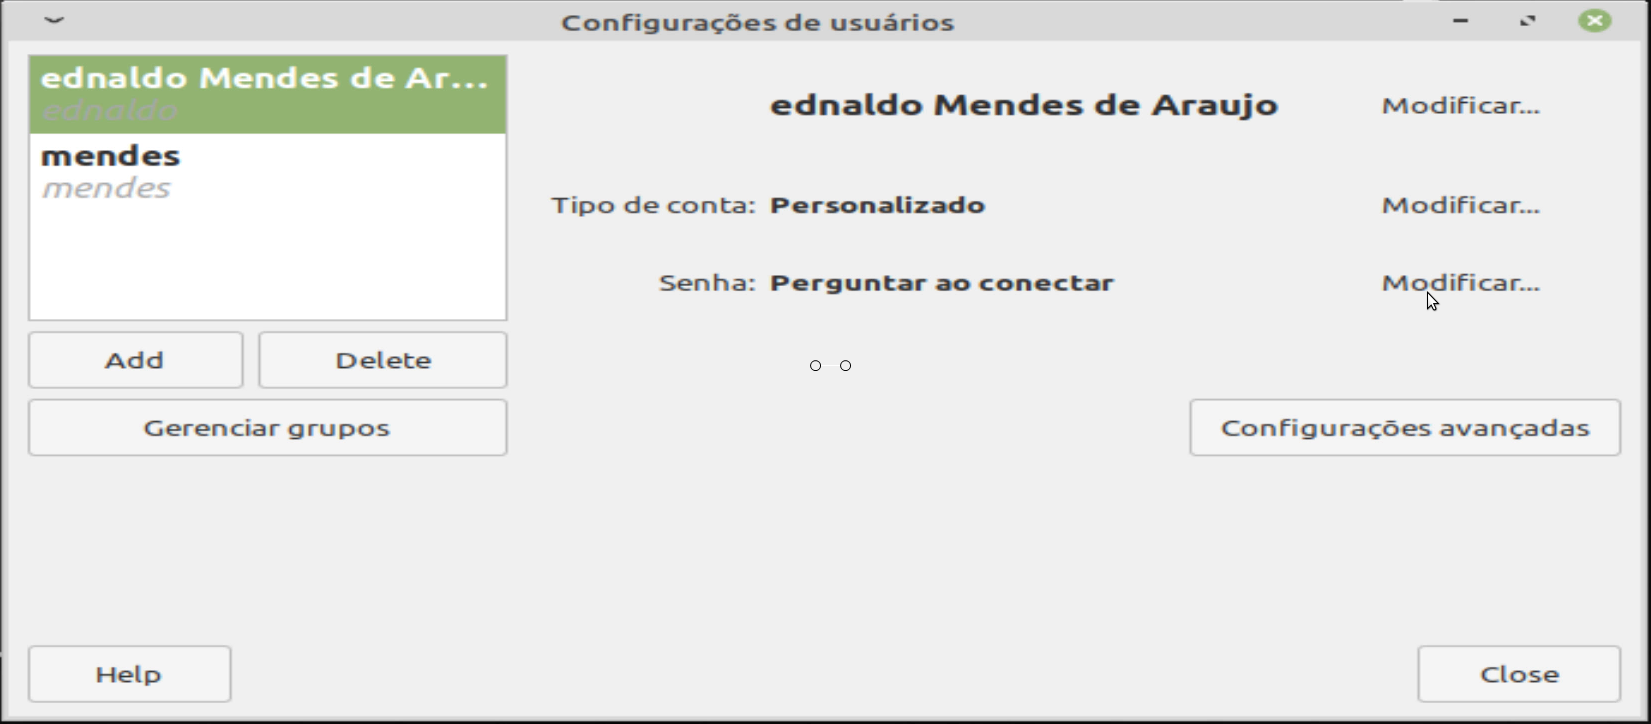 Configurações de usuários
ednaldo Mendes de Ar...
ednaldo
mendes
mendes
Add
Delete
Gerenciar grupos
ednaldo Mendes de Araujo
Modificar...
Tipo de conta: Personalizado
Modificar...
Senha: Perguntar ao conectar
Modificar...
Configurações avançadas
Help
Close